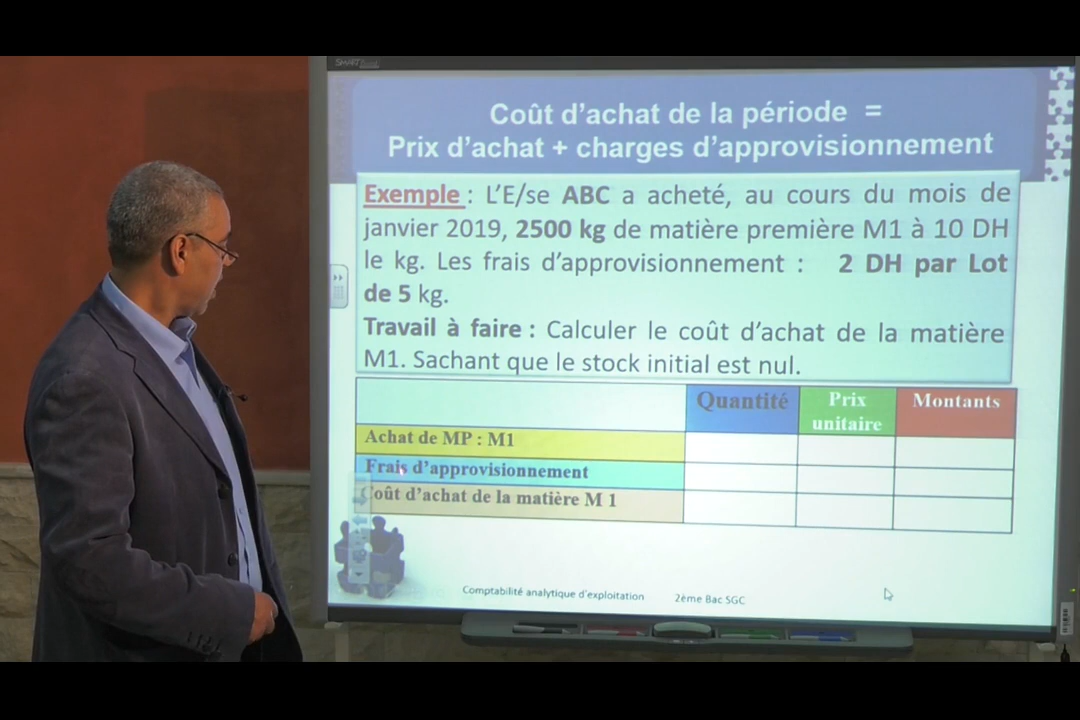 SMART Board
Coût d'achat de la période =
Prix d'achat + charges d'approvisionnement
Exemple : L'E/se ABC a acheté, au cours du mois de
janvier 2019, 2500 kg de matière première M1 à 10 DH
le kg. Les frais d'approvisionnement : 2 DH par Lot
de 5 kg.
Travail à faire : Calculer le coût d'achat de la matière
M1. Sachant que le stock initial est nul.
Quantité Prix unitaire Montants
Achat de MP : M1
Frais d'approvisionnement
Coût d'achat de la matière M 1
Comptabilité analytique d'exploitation 2ème Bac SGC